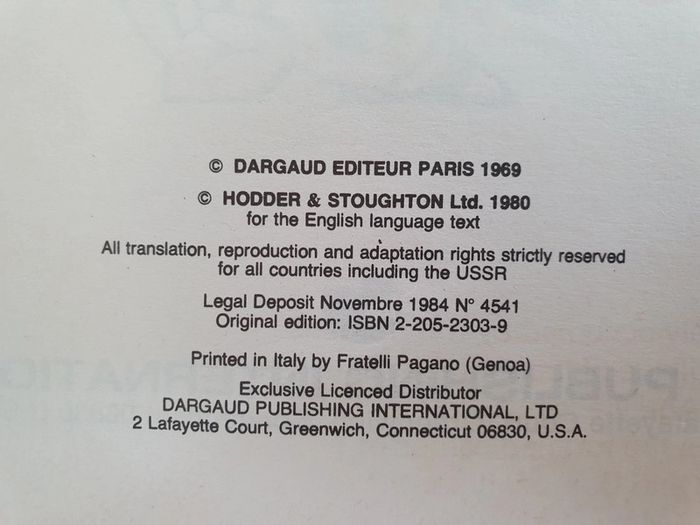 © DARGAUD EDITEUR PARIS 1969
© HODDER & STOUGHTON Ltd. 1980
for the English language text
All translation, reproduction and adaptation rights strictly reserved
for all countries including the USSR
Legal Deposit Novembre 1984 N° 4541
Original edition: ISBN 2-205-2303-9
Printed in Italy by Fratelli Pagano (Genoa)
Exclusive Licenced Distributor
DARGAUD PUBLISHING INTERNATIONAL, LTD
2 Lafayette Court, Greenwich, Connecticut 06830, U.S.A.